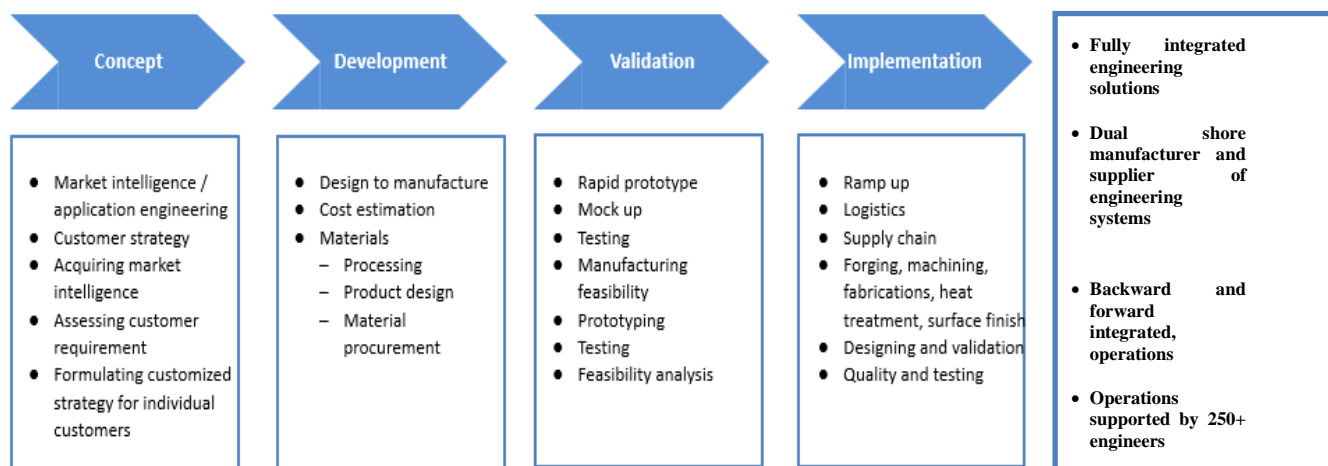 Concept
Development
Validation
Implementation
● Market intelligence /
application engineering
● Customer strategy
● Acquiring market
intelligence
● Assessing customer
requirement
● Formulating customized
strategy for individual
customers
● Design to manufacture
● Cost estimation
● Materials
– Processing
– Product design
– Material
procurement
● Rapid prototype
● Mock up
● Testing
● Manufacturing
feasibility
● Prototyping
● Testing
● Feasibility analysis
● Ramp up
● Logistics
● Supply chain
● Forging, machining,
fabrications, heat
treatment, surface finish
● Designing and validation
● Quality and testing
• Fully integrated
engineering
solutions
• Dual shore
manufacturer and
supplier of
engineering
systems
• Backward and
forward
integrated,
operations
• Operations
supported by 250+
engineers